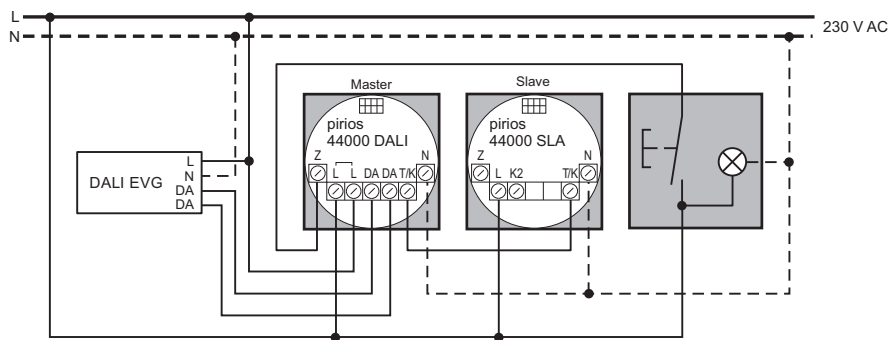 L
N
230 V AC
Master
Slave
pirios
44000 DALI
pirios
44000 SLA
Z
L L DA DA T/K
N
Z
L K2
T/K
N
DALI EVG
L
N
DA
DA